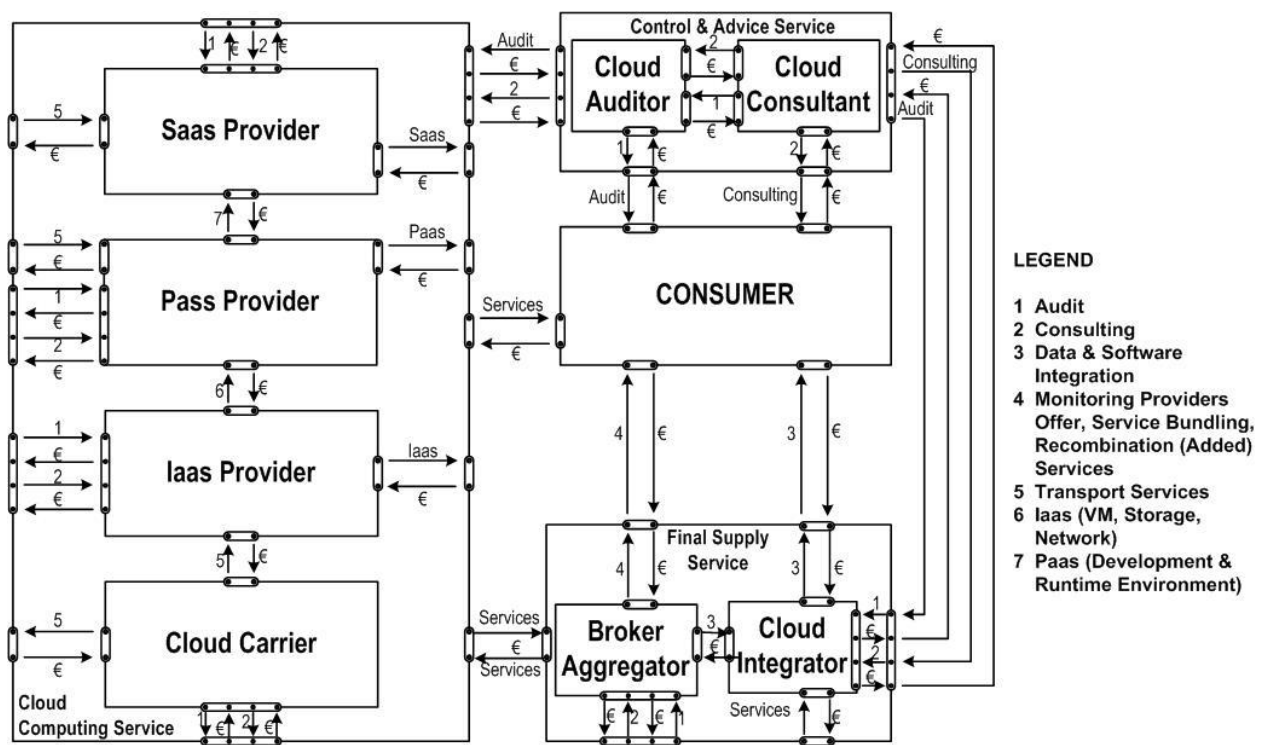 1
€
2
€
5
€
Saas Provider
Saas
€
7
€
5
€
1
€
2
€
Pass Provider
Paas
€
6
€
1
€
2
€
Iaas Provider
Iaas
€
5
€
5
€
Cloud Carrier
1
€
2
€
Cloud
Computing Service
Audit
€
2
€
Services
€
Services
€
Services
Control & Advice Service
Cloud
Auditor
2
€
1
€
Cloud
Consultant
1
€
2
€
Audit
€
Consulting
€
€
Consulting
€
Audit
CONSUMER
4
€
3
€
Final Supply
Service
4
€
3
€
Broker
Aggregator
3
€
Cloud
Integrator
1
€
2
€
€
2
€
1
Services
€
LEGEND
1 Audit
2 Consulting
3 Data & Software
Integration
4 Monitoring Providers
Offer, Service Bundling,
Recombination (Added)
Services
5 Transport Services
6 Iaas (VM, Storage,
Network)
7 Paas (Development &
Runtime Environment)